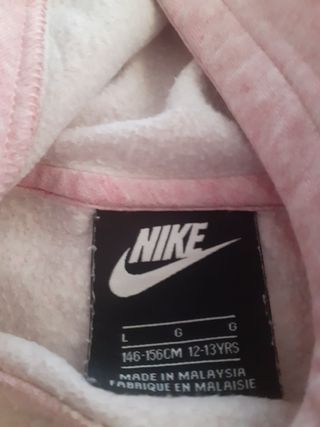 NIKE
L G G
146-156CM 12-13YRS
MADE IN MALAYSIA
FABRIQUE EN MALAISIE